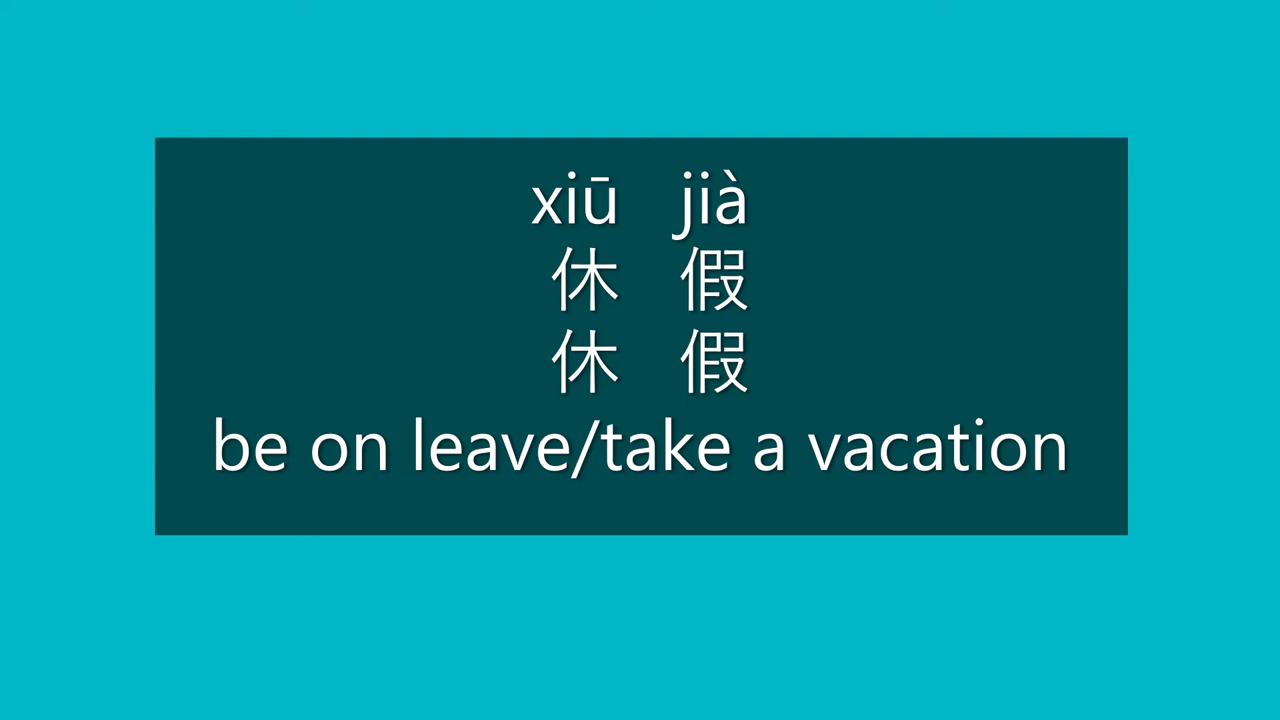 xiū jià
休 假
休 假
be on leave/take a vacation